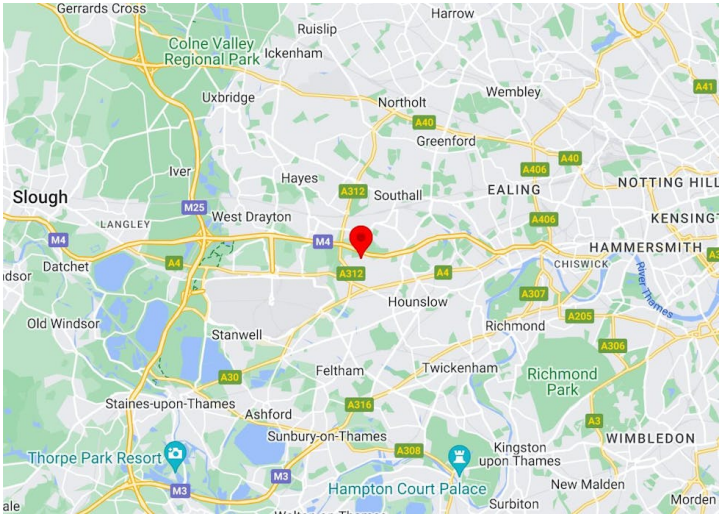 Gerrards Cross
Harrow
Ruislip
Colne Valley
Regional Park
Ickenham
A41
Wembley
Uxbridge
Northolt
A40
Greenford
A40
A406
Iver
Hayes
A312
Southall
EALING
NOTTING HILL
Slough
M25
LANGLEY
West Drayton
A406
KENSING
M4
M4
HAMMERSMITH
Datchet
A4
A312
A4
CHISWICK
dsor
River Thames
A307
Hounslow
Old Windsor
A205
Richmond
Stanwell
A306
Feltham
Twickenham
Richmond
Park
A30
Staines-upon-Thames
Ashford
A316
A3
Sunbury-on-Thames
WIMBLEDON
A308
Kingston
upon Thames
Thorpe Park Resort
M3
M3
Hampton Court Palace
New Malden
Morden
Surbiton
ale